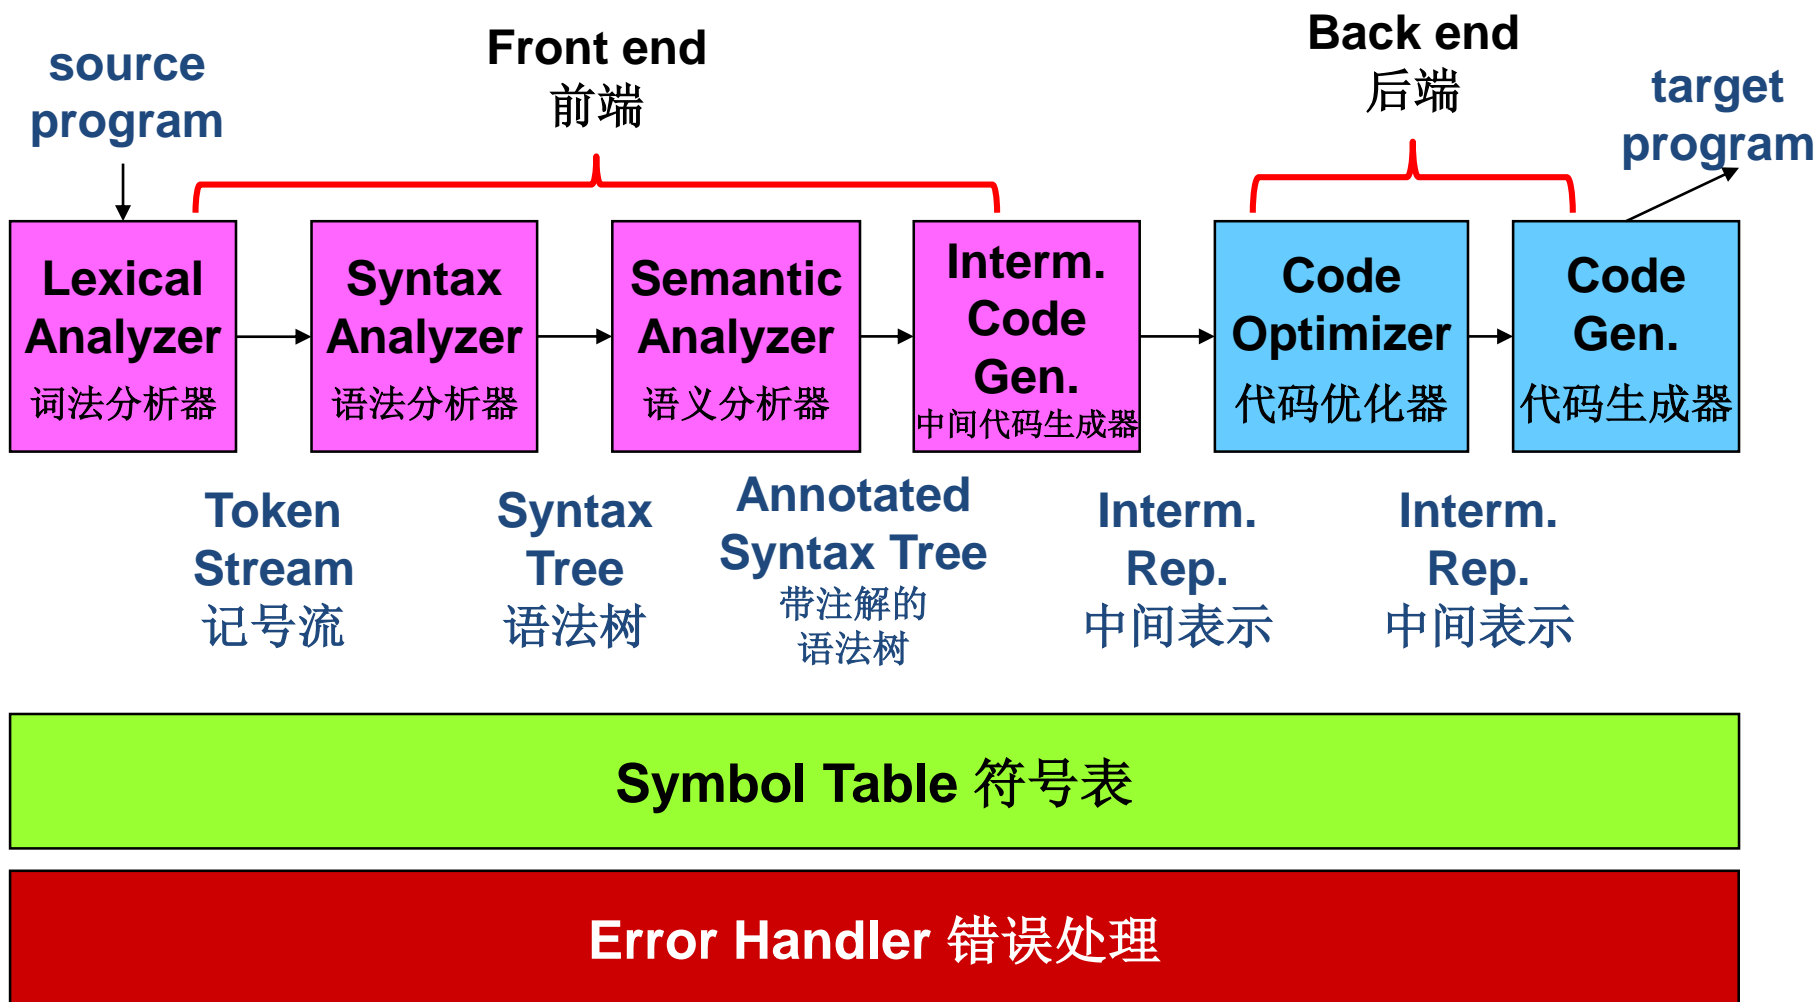 source
program
Front end
前端
Back end
后端
target
program
Lexical
Analyzer
词法分析器
Syntax
Analyzer
语法分析器
Semantic
Analyzer
语义分析器
Interm.
Code
Gen.
中间代码生成器
Code
Optimizer
代码优化器
Code
Gen.
代码生成器
Token
Stream
记号流
Syntax
Tree
语法树
Annotated
Syntax Tree
带注解的
语法树
Interm.
Rep.
中间表示
Interm.
Rep.
中间表示
Symbol Table 符号表
Error Handler 错误处理